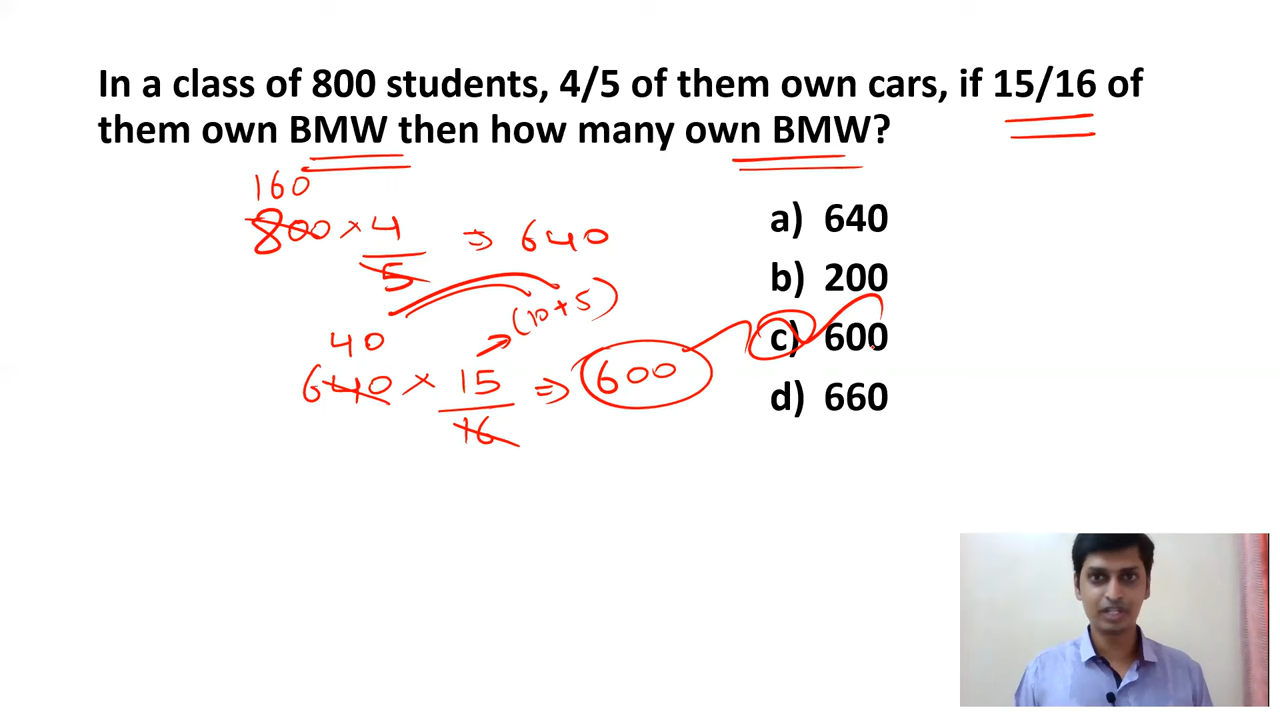 In a class of 800 students, 4/5 of them own cars, if 15/16 of
them own BMW then how many own BMW?
160
800 × 4/5 ⇒ 640
a) 640
b) 200
(10+5)
40
640 × 15/16 ⇒ 600
c) 600
d) 660